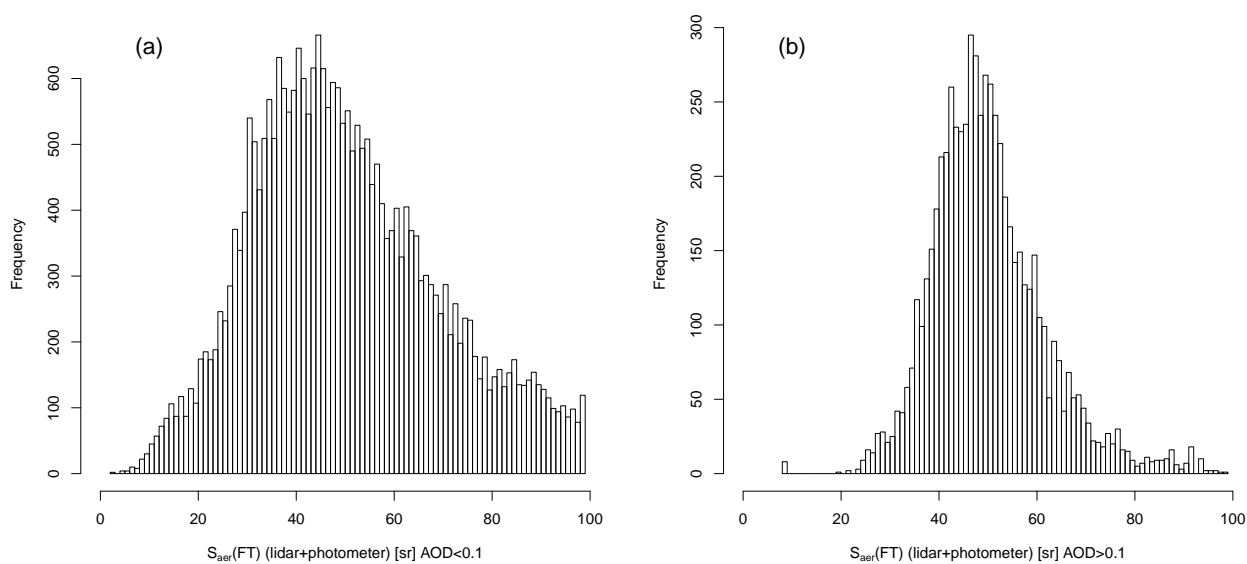 (a)
Frequency
600
500
400
300
200
100
0
0 20 40 60 80 100
S_aer(FT) (lidar+photometer) [sr] AOD<0.1
(b)
Frequency
300
250
200
150
100
50
0
0 20 40 60 80 100
S_aer(FT) (lidar+photometer) [sr] AOD>0.1